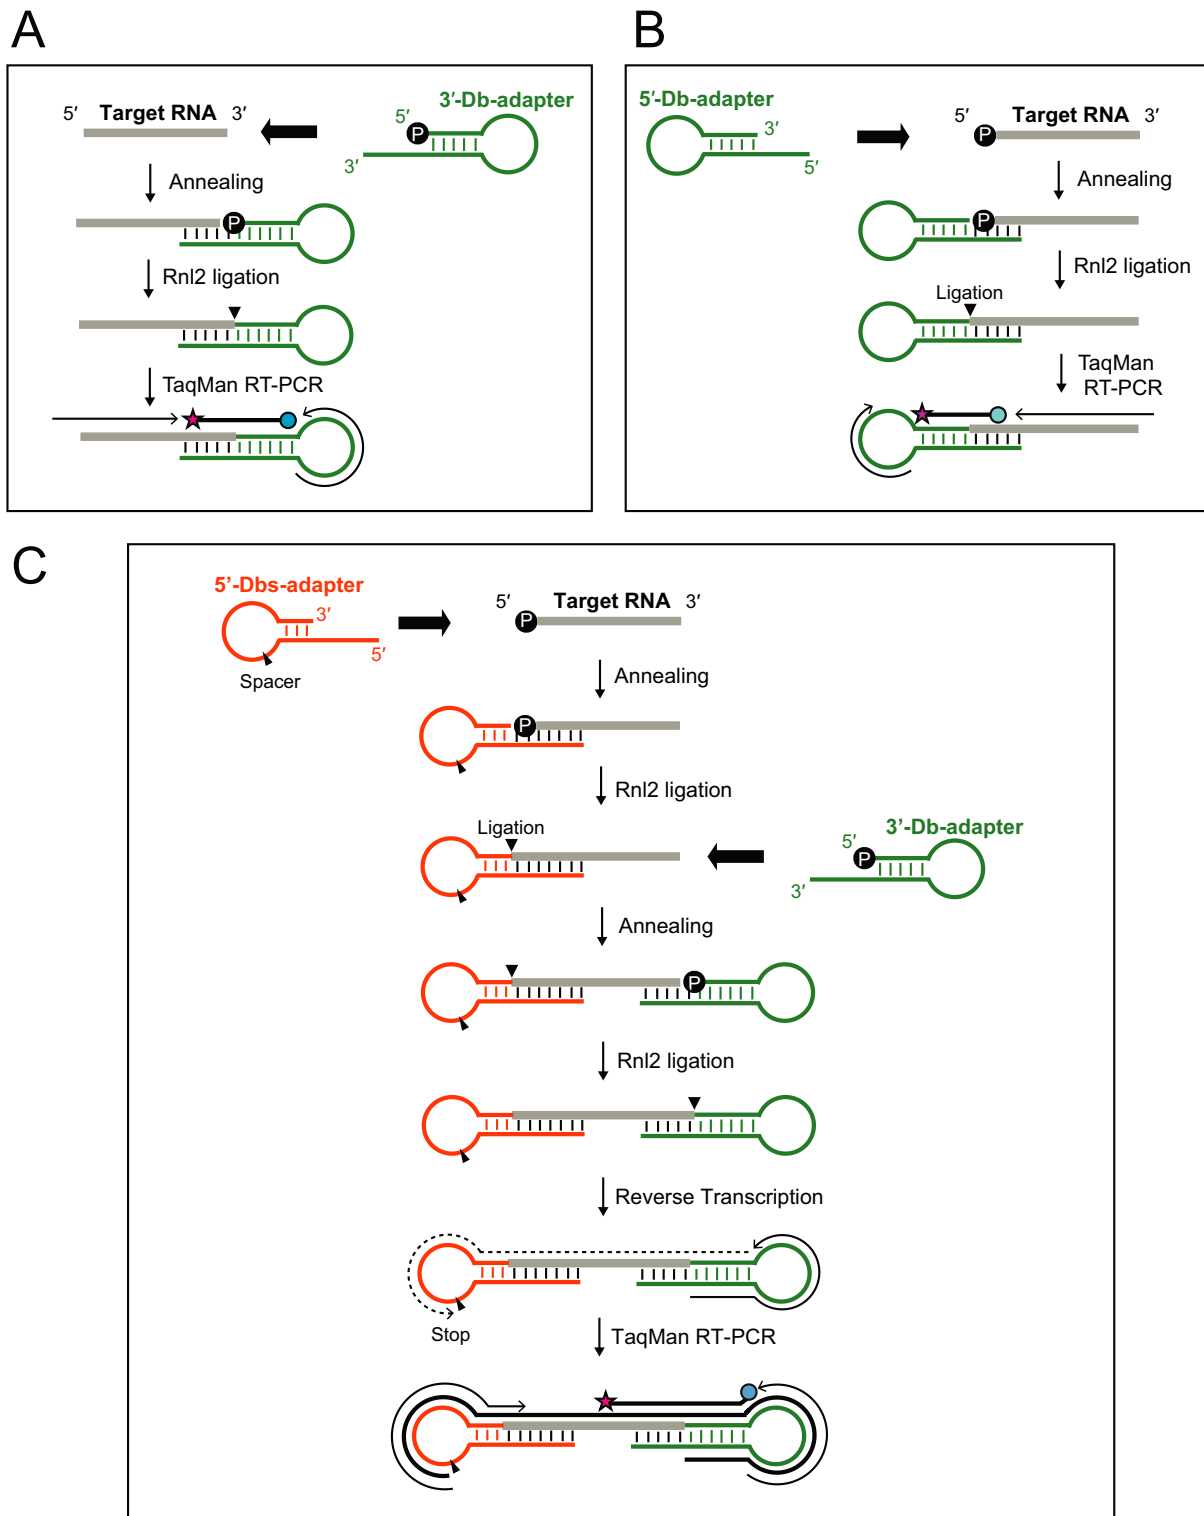 A
B
5′ Target RNA 3′
3′-Db-adapter
5′
P
3′
Annealing
P
Rnl2 ligation
TaqMan RT-PCR
5′-Db-adapter
3′
5′
5′ Target RNA 3′
P
Annealing
P
Rnl2 ligation
Ligation
TaqMan
RT-PCR
C
5’-Dbs-adapter
3′
5′
Spacer
5′ Target RNA 3′
P
Annealing
P
Rnl2 ligation
Ligation
3’-Db-adapter
5′
P
3′
Annealing
P
Rnl2 ligation
Reverse Transcription
Stop
TaqMan RT-PCR